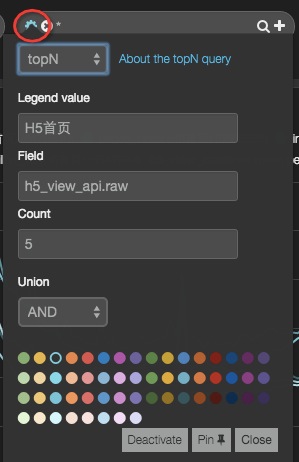 *
topN
About the topN query
Legend value
H5首页
Field
h5_view_api.raw
Count
5
Union
AND
Deactivate
Pin
Close